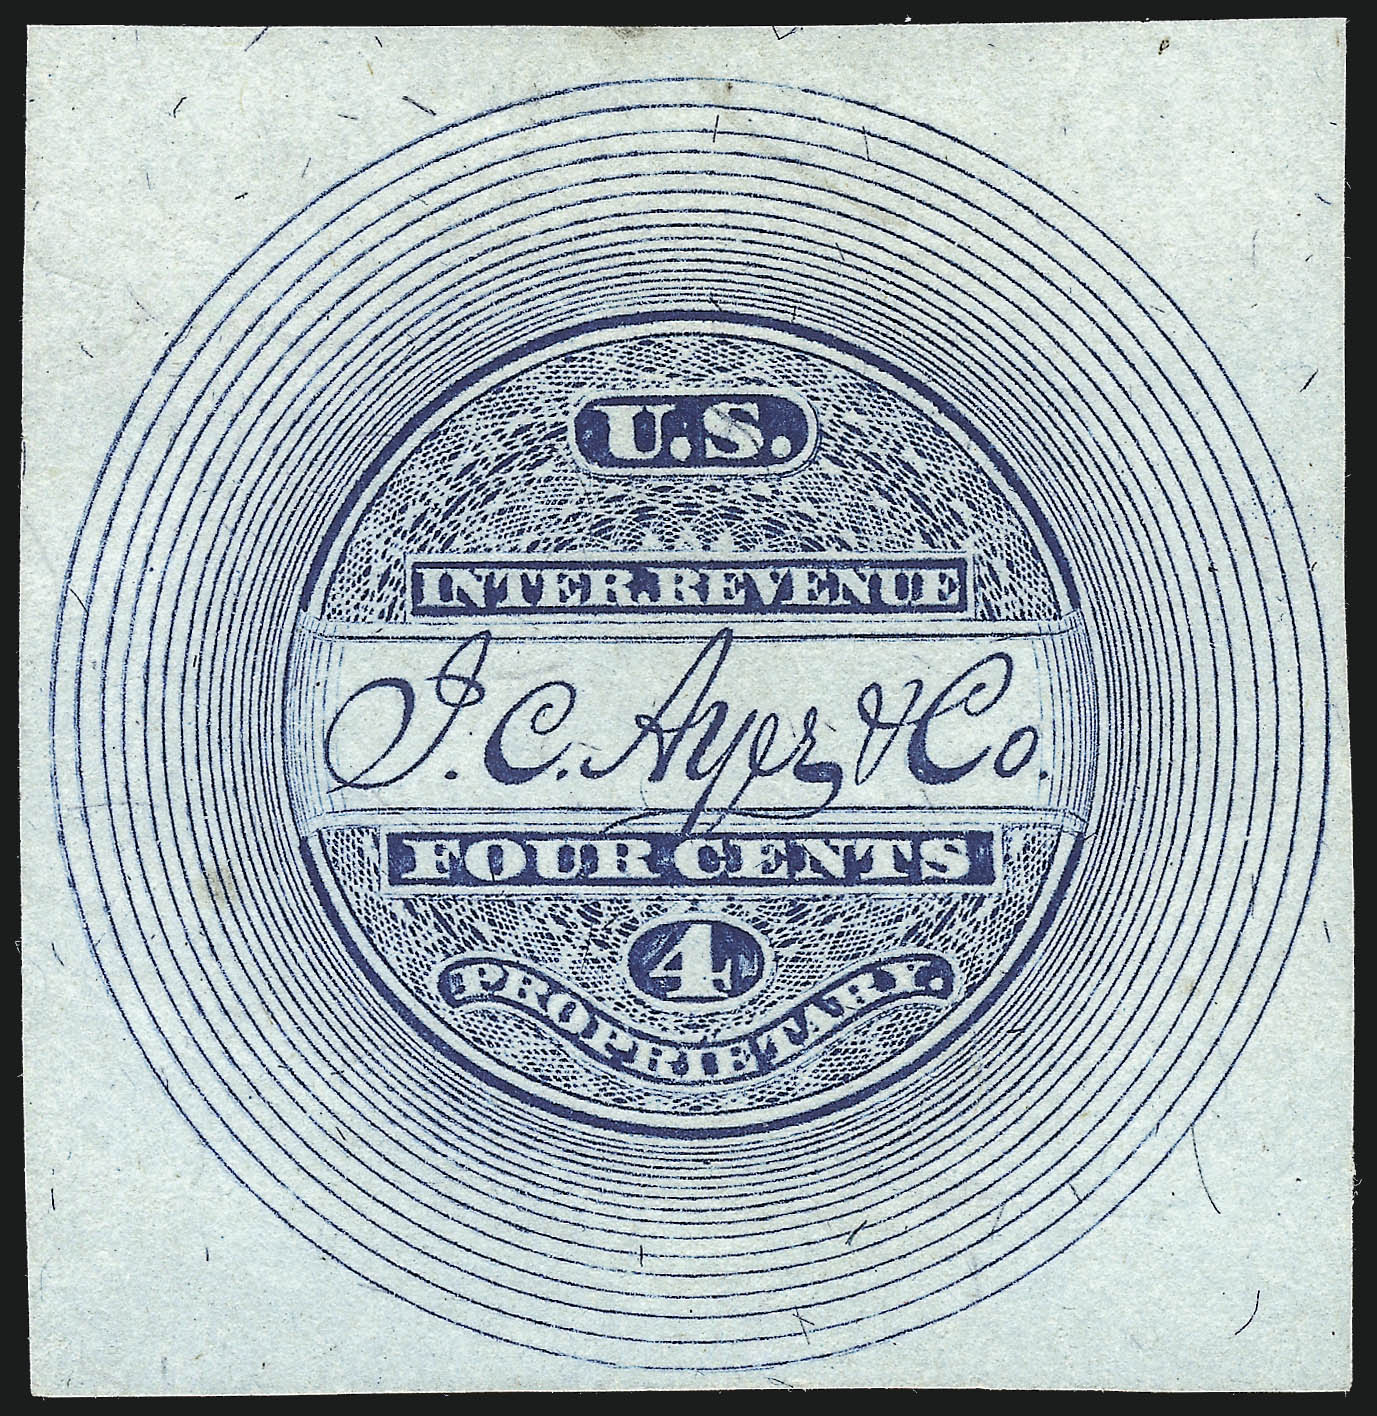 U.S.
INTER.REVENUE
J. C. Ayer & Co.
FOUR CENTS
4
PROPRIETARY.